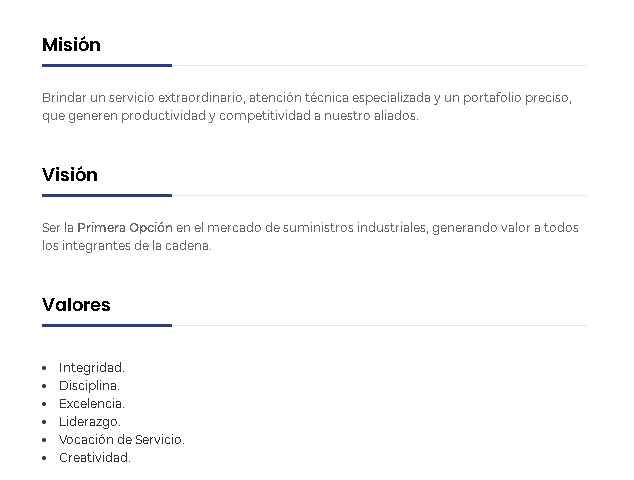 Misión
Brindar un servicio extraordinario, atención técnica especializada y un portafolio preciso,
que generen productividad y competitividad a nuestro aliados.
Visión
Ser la Primera Opción en el mercado de suministros industriales, generando valor a todos
los integrantes de la cadena.
Valores
• Integridad.
• Disciplina.
• Excelencia.
• Liderazgo.
• Vocación de Servicio.
• Creatividad.